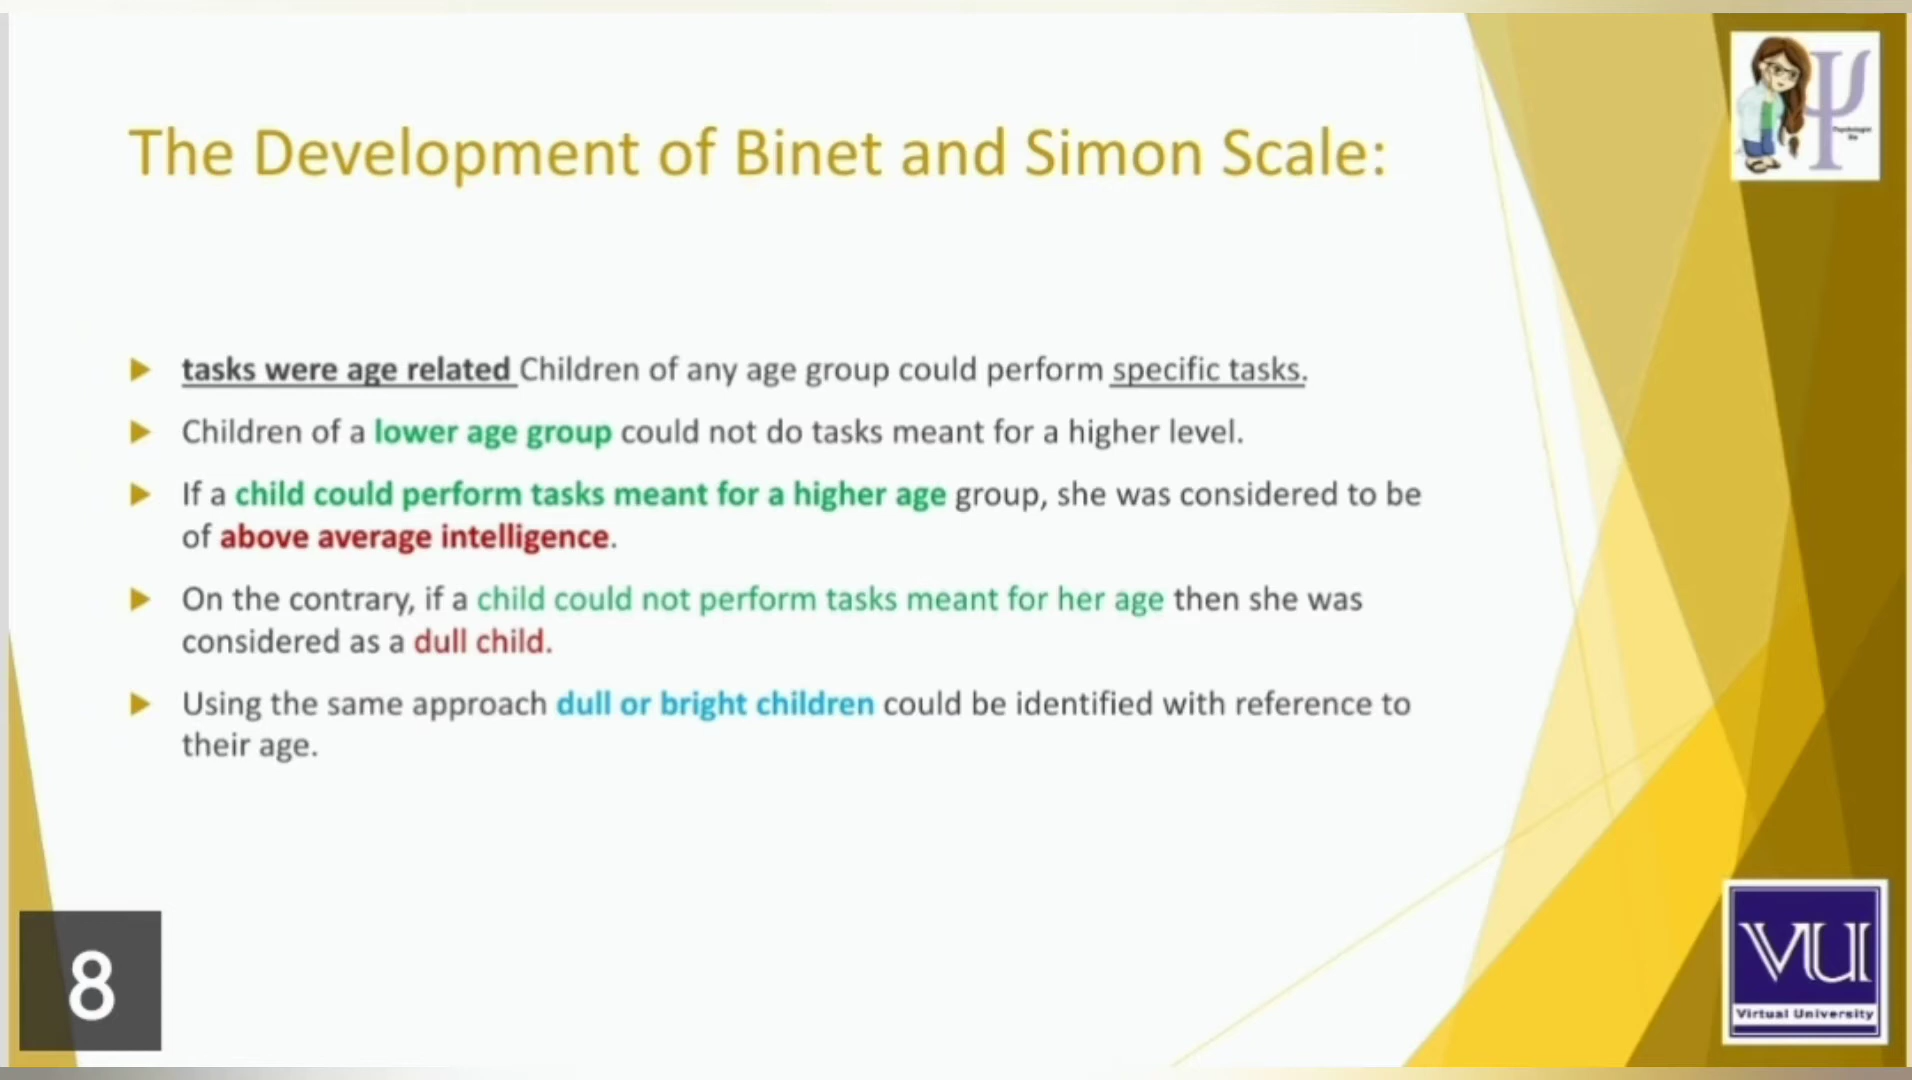 The Development of Binet and Simon Scale:
tasks were age related Children of any age group could perform specific tasks.
Children of a lower age group could not do tasks meant for a higher level.
If a child could perform tasks meant for a higher age group, she was considered to be
of above average intelligence.
On the contrary, if a child could not perform tasks meant for her age then she was
considered as a dull child.
Using the same approach dull or bright children could be identified with reference to
their age.
8
VU
Virtual University